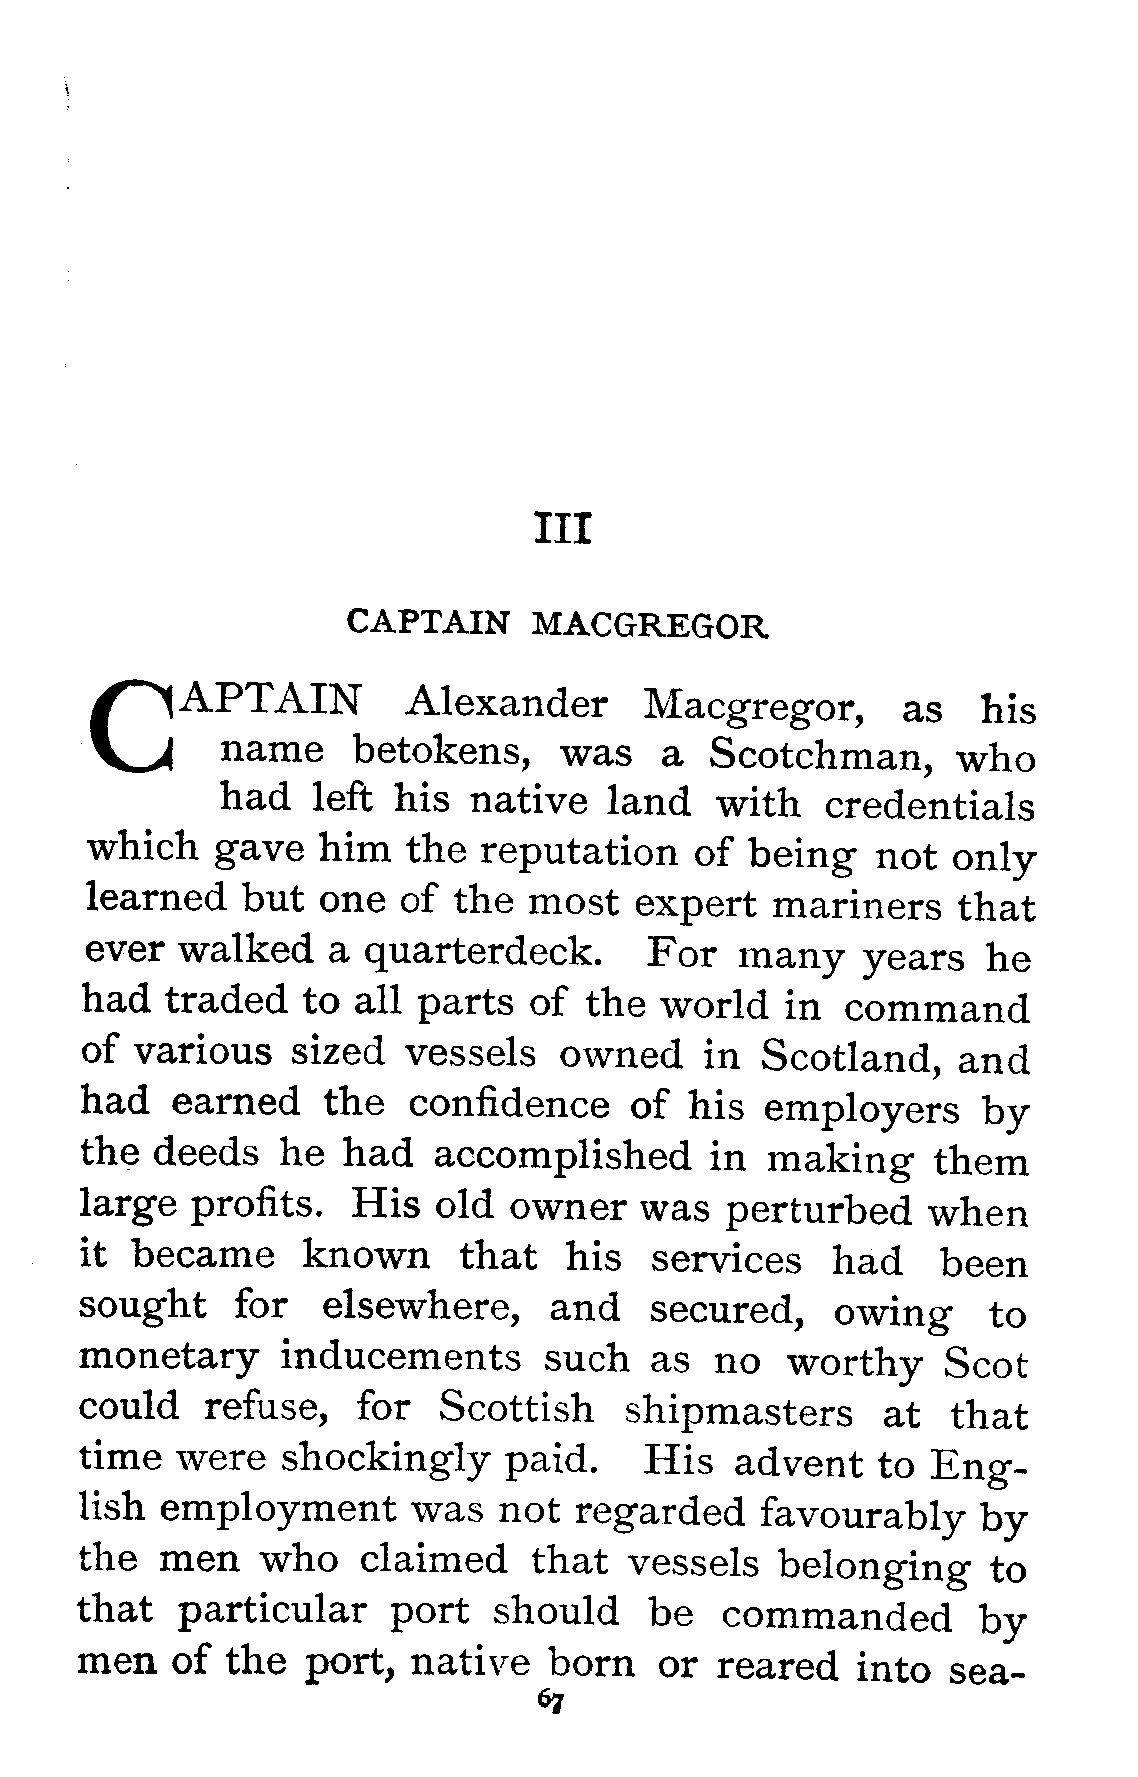 III
CAPTAIN MACGREGOR
CAPTAIN Alexander Macgregor, as his
name betokens, was a Scotchman, who
had left his native land with credentials
which gave him the reputation of being not only
learned but one of the most expert mariners that
ever walked a quarterdeck. For many years he
had traded to all parts of the world in command
of various sized vessels owned in Scotland, and
had earned the confidence of his employers by
the deeds he had accomplished in making them
large profits. His old owner was perturbed when
it became known that his services had been
sought for elsewhere, and secured, owing to
monetary inducements such as no worthy Scot
could refuse, for Scottish shipmasters at that
time were shockingly paid. His advent to Eng-
lish employment was not regarded favourably by
the men who claimed that vessels belonging to
that particular port should be commanded by
men of the port, native born or reared into sea-
67